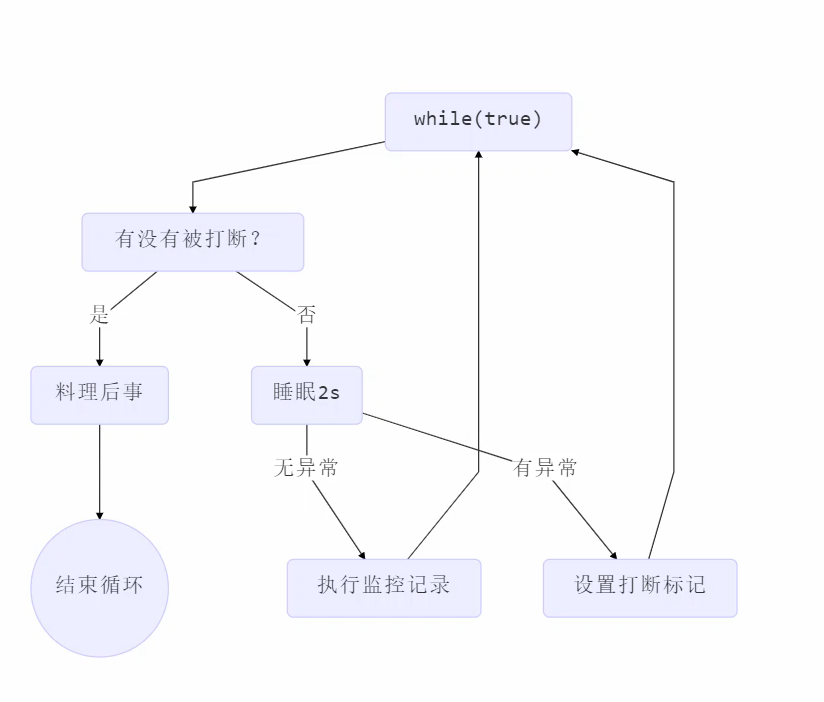 while(true)
有没有被打断？
是
否
料理后事
睡眠2s
无异常
有异常
结束循环
执行监控记录
设置打断标记